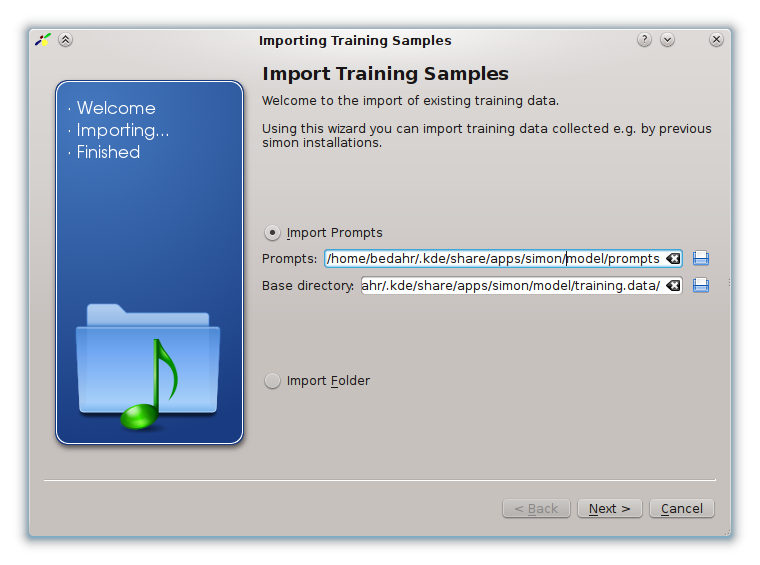 Importing Training Samples
· Welcome
· Importing...
· Finished
Import Training Samples
Welcome to the import of existing training data.
Using this wizard you can import training data collected e.g. by previous
simon installations.
Import Prompts
Prompts: /home/bedahr/.kde/share/apps/simon/model/prompts
Base directory: ahr/.kde/share/apps/simon/model/training.data/
Import Folder
< Back Next > Cancel